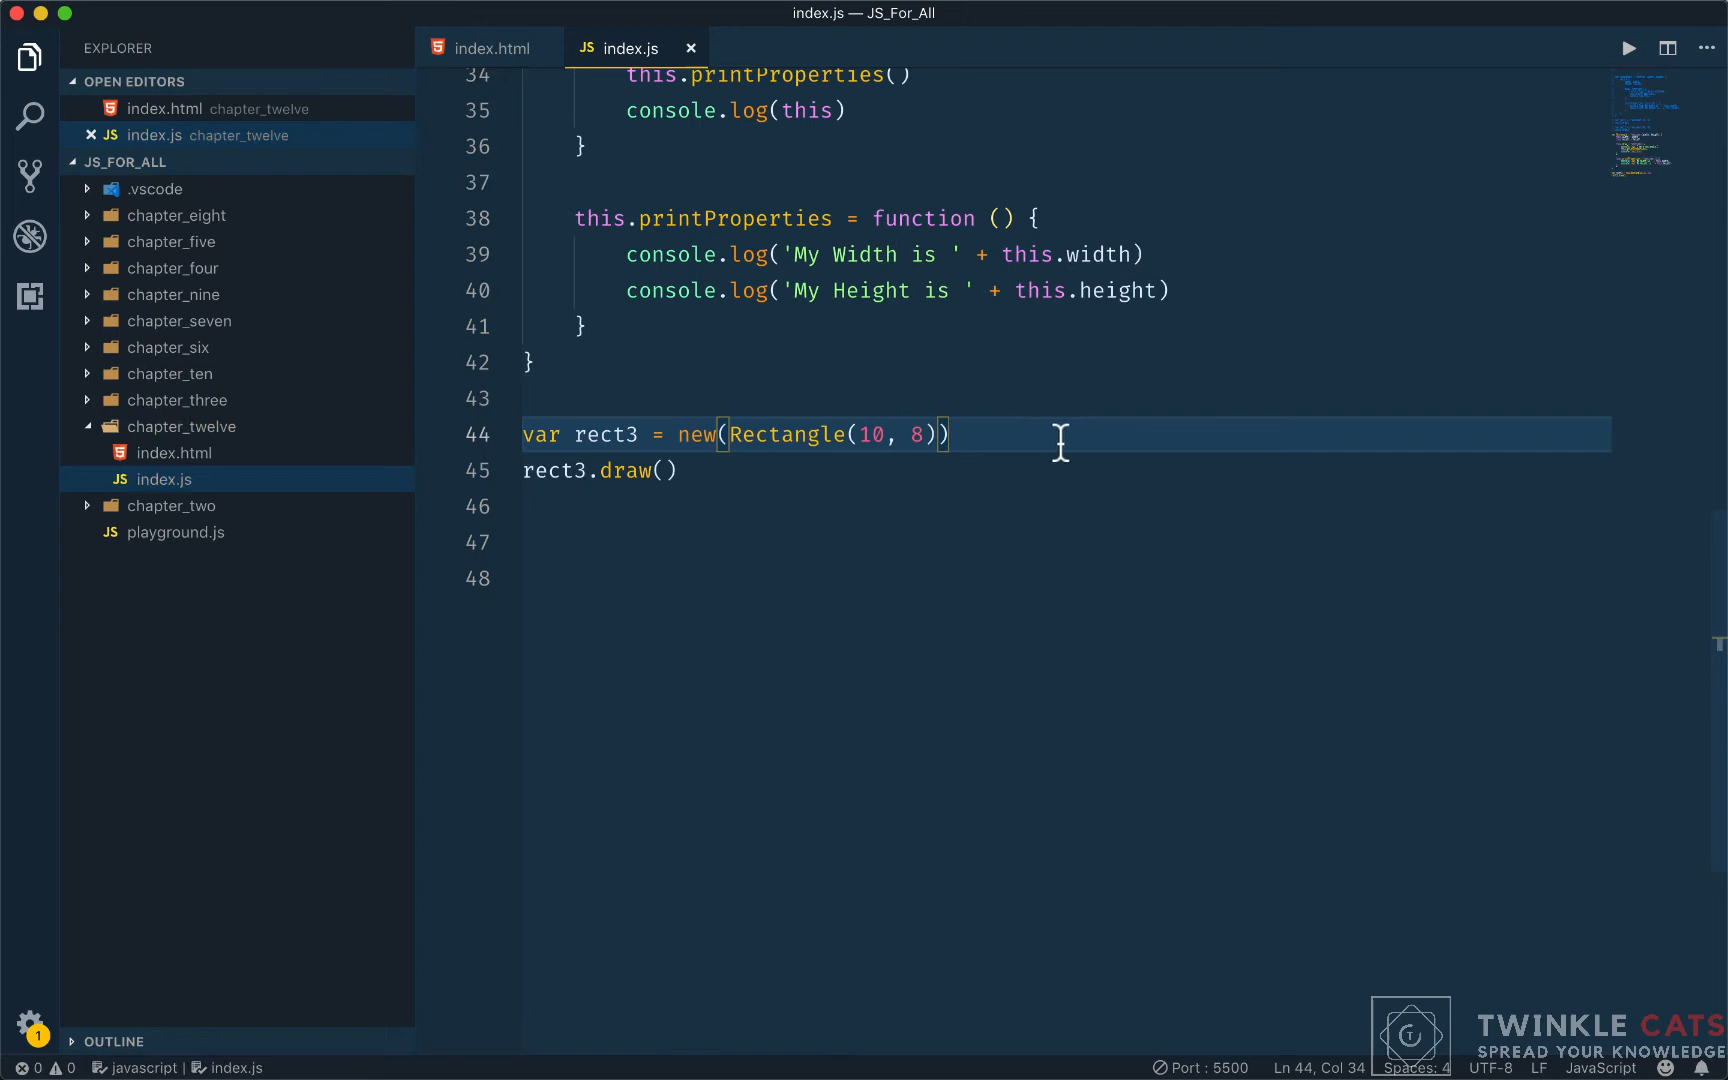 index.js — JS_For_All
EXPLORER
OPEN EDITORS
index.html chapter_twelve
JS index.js chapter_twelve
JS_FOR_ALL
.vscode
chapter_eight
chapter_five
chapter_four
chapter_nine
chapter_seven
chapter_six
chapter_ten
chapter_three
chapter_twelve
index.html
JS index.js
chapter_two
JS playground.js
OUTLINE
index.html
JS index.js
34 this.printProperties()
35 console.log(this)
36 }
37
38 this.printProperties = function () {
39 console.log('My Width is ' + this.width)
40 console.log('My Height is ' + this.height)
41 }
42 }
43
44 var rect3 = new(Rectangle(10, 8))
45 rect3.draw()
46
47
48
TWINKLE CATS
SPREAD YOUR KNOWLEDGE
1
0 0 javascript | index.js
Port : 5500 Ln 44, Col 34 Spaces: 4 UTF-8 LF JavaScript